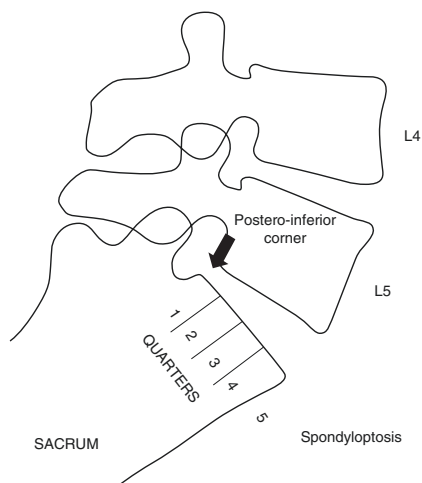 L4
Postero-inferior
corner
L5
1
2
3
4
5
QUARTERS
SACRUM
Spondyloptosis